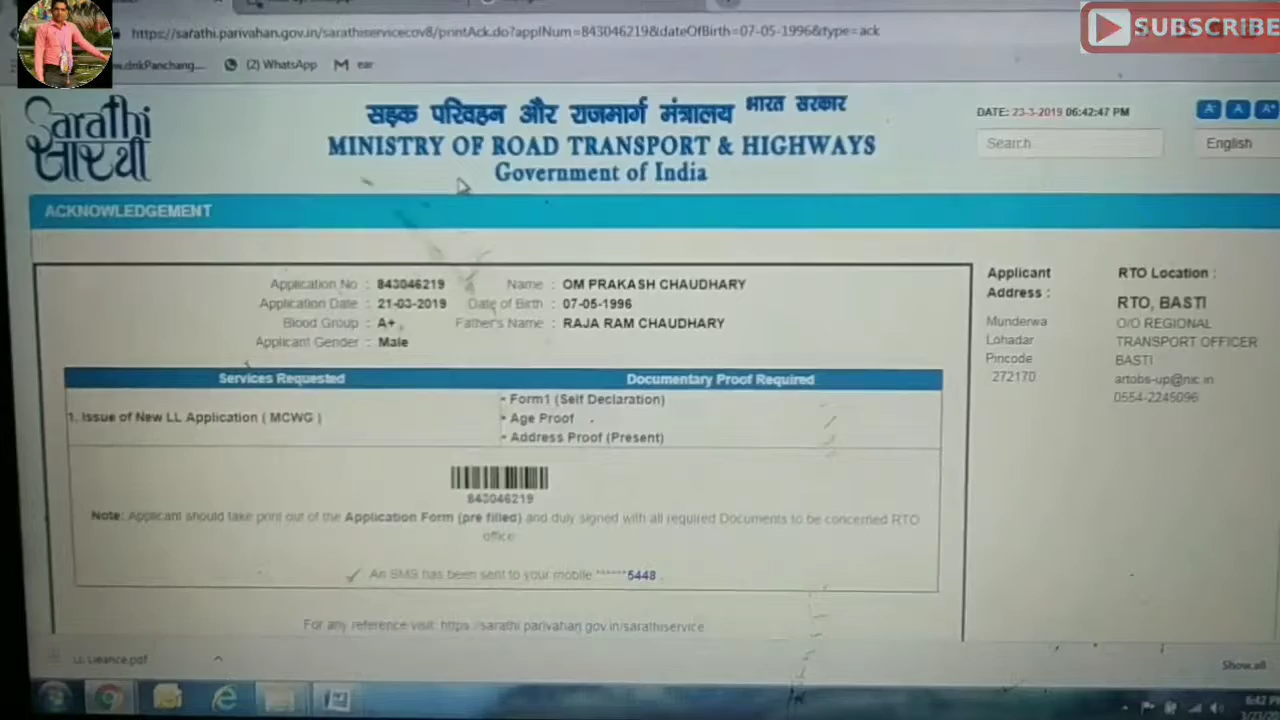 SUBSCRIBE
https://sarathi.parivahan.gov.in/sarathiservicecov8/printAck.do?applNum=843046219&dateOfBirth=07-05-1996&type=ack
(2) WhatsApp ear
Sarathi
सारथी
सड़क परिवहन और राजमार्ग मंत्रालय भारत सरकार
MINISTRY OF ROAD TRANSPORT & HIGHWAYS
Government of India
DATE: 23-3-2019 06:42:47 PM
A- A A+
Search English
ACKNOWLEDGEMENT
Application No : 843046219 Name : OM PRAKASH CHAUDHARY
Application Date : 21-03-2019 Date of Birth : 07-05-1996
Blood Group : A+ Father's Name : RAJA RAM CHAUDHARY
Applicant Gender : Male
Applicant
Address :
Munderwa
Lohadar
Pincode
272170
RTO Location :
RTO, BASTI
O/O REGIONAL
TRANSPORT OFFICER
BASTI
artobs-up@nic.in
0554-2245096
Services Requested Documentary Proof Required
1. Issue of New LL Application ( MCWG )
• Form1 (Self Declaration)
• Age Proof
• Address Proof (Present)
843046219
Note: Applicant should take print out of the Application Form (pre filled) and duly signed with all required Documents to be concerned RTO
office
An SMS has been sent to your mobile ******5448 .
For any reference visit: https://sarathi.parivahan.gov.in/sarathiservice
Show all
6:42 PM